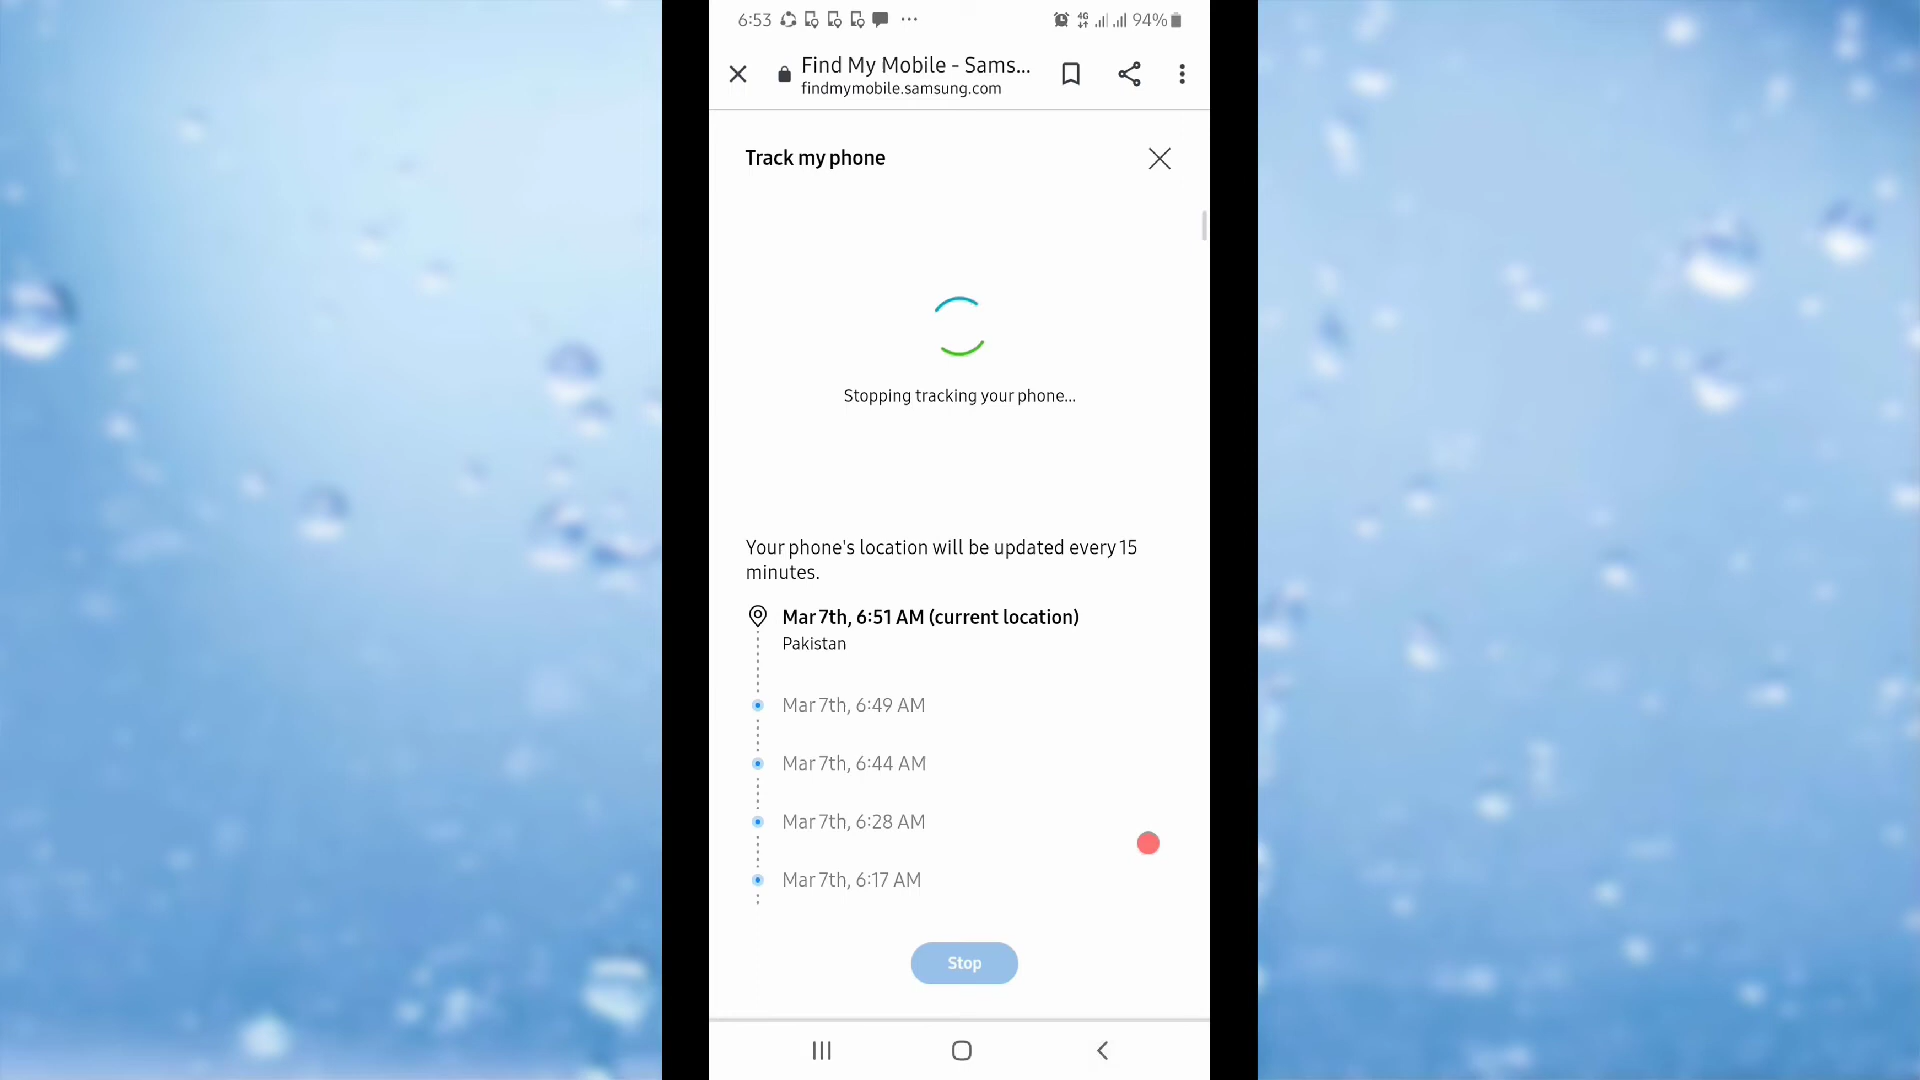 6:53 ... 4G 94%
Find My Mobile - Sams...
findmymobile.samsung.com
Track my phone
Stopping tracking your phone...
Your phone's location will be updated every 15
minutes.
Mar 7th, 6:51 AM (current location)
Pakistan
Mar 7th, 6:49 AM
Mar 7th, 6:44 AM
Mar 7th, 6:28 AM
Mar 7th, 6:17 AM
Stop